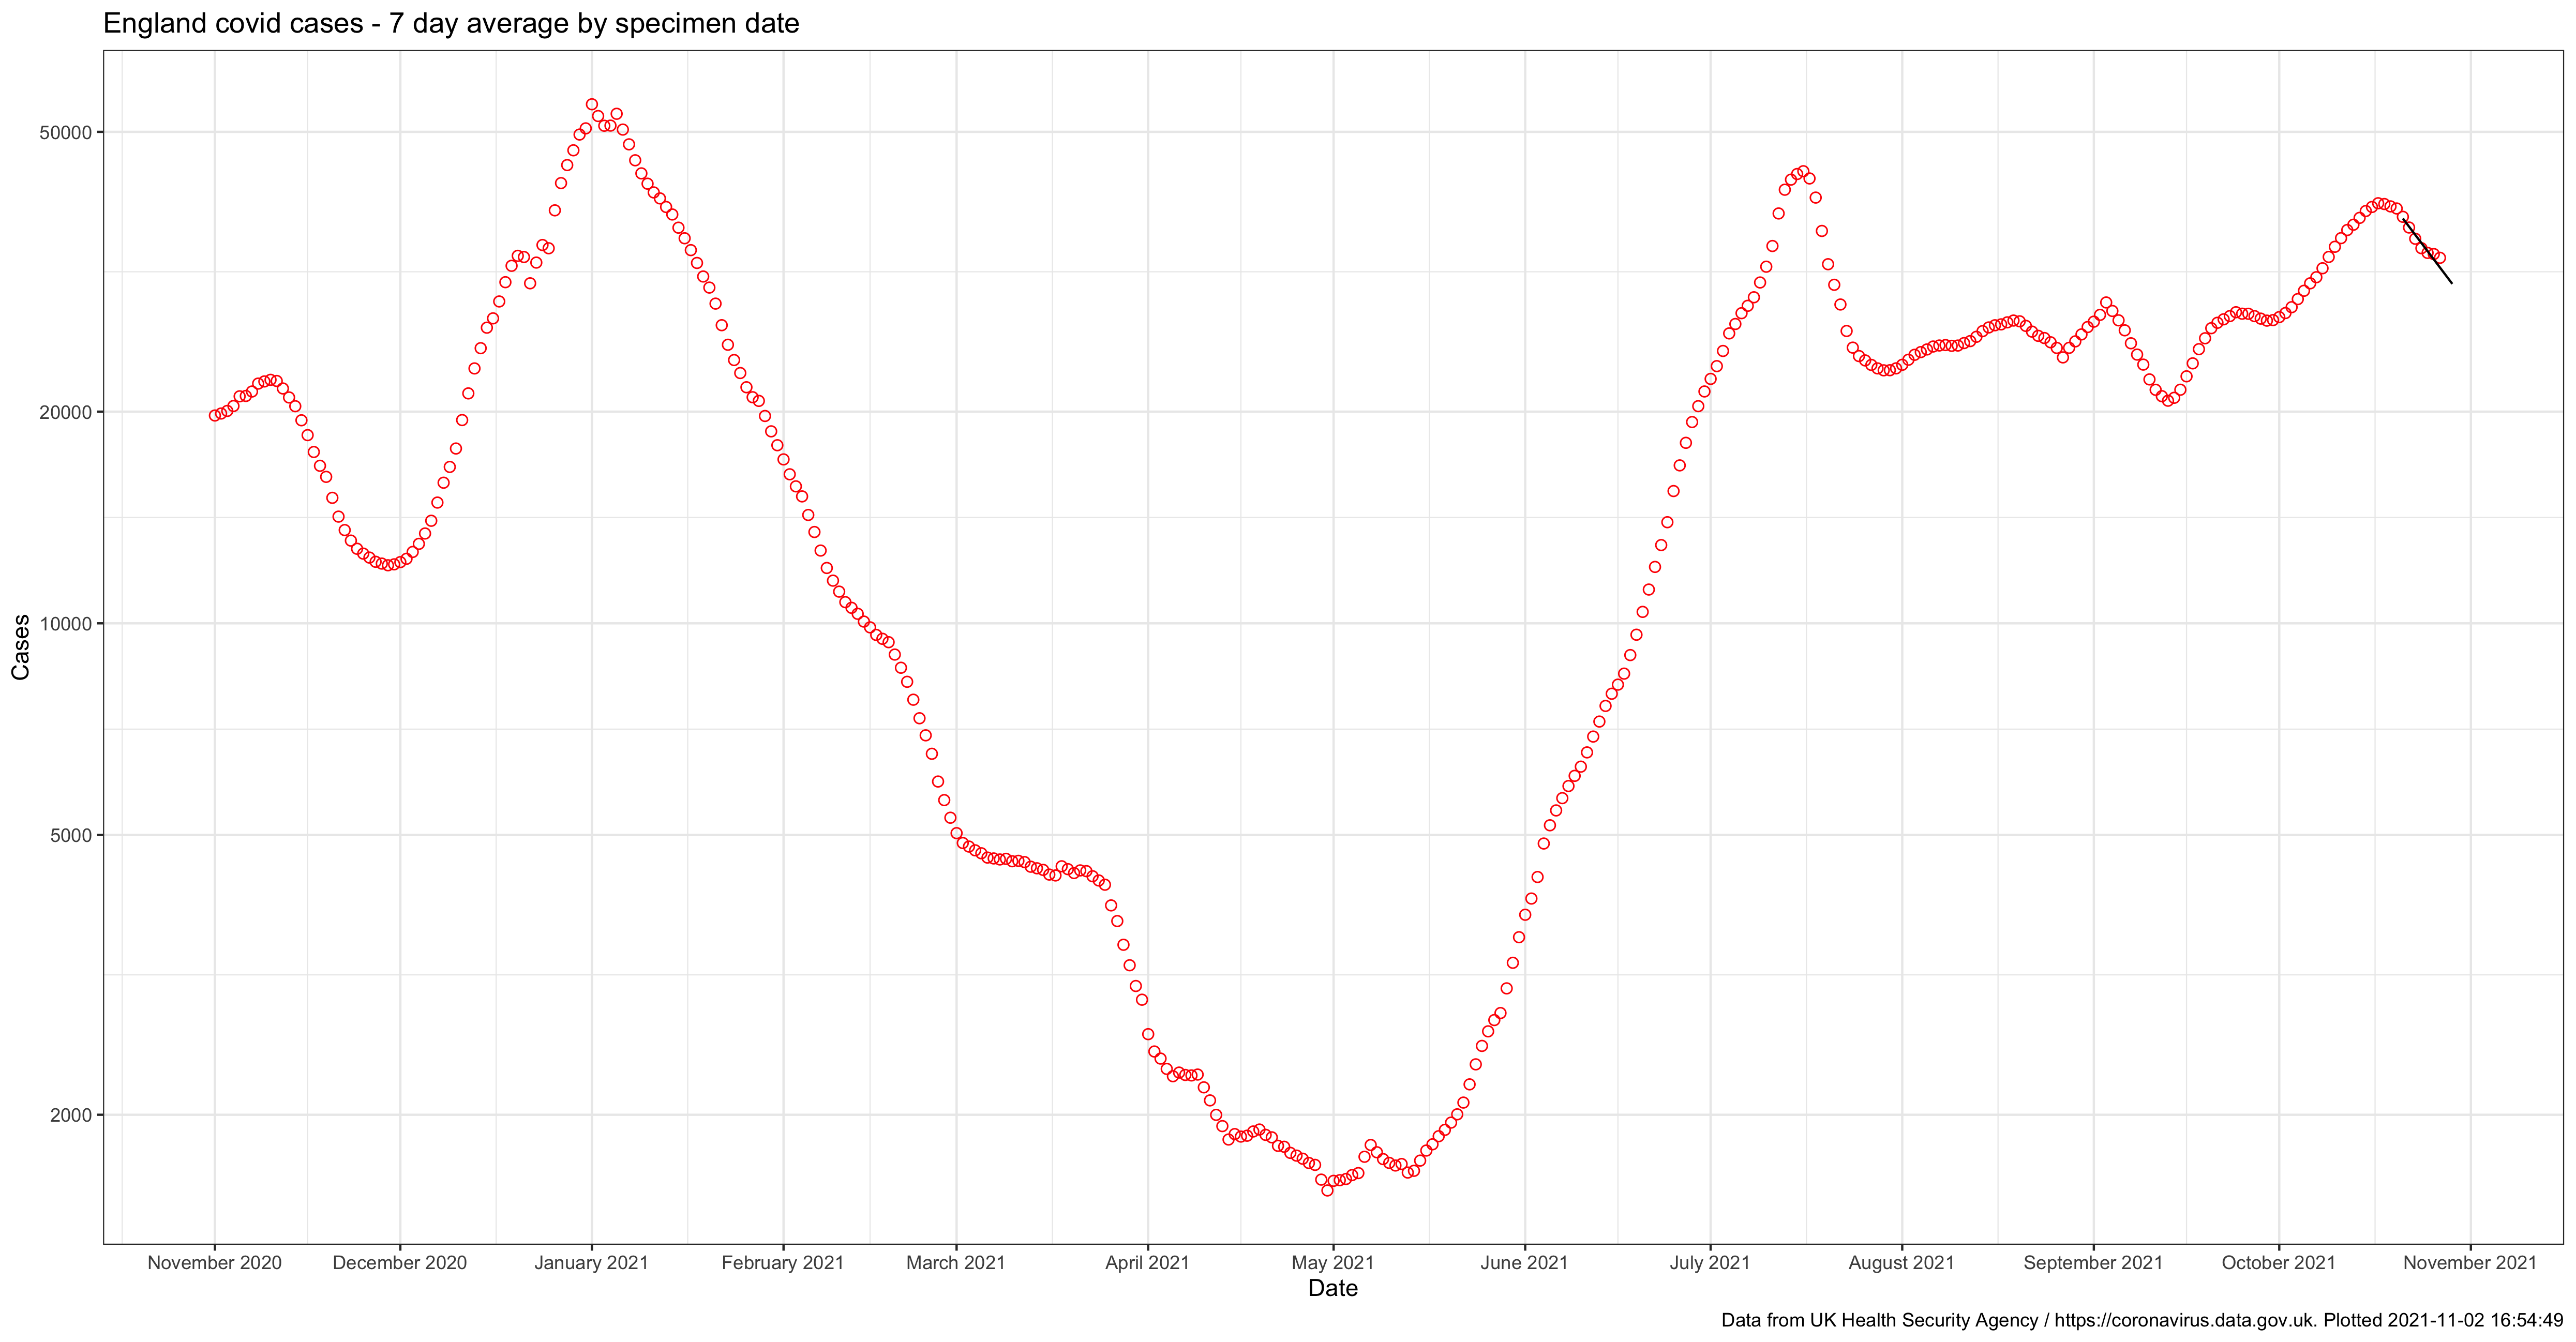 England covid cases - 7 day average by specimen date
50000
20000
10000
5000
2000
Cases
November 2020 December 2020 January 2021 February 2021 March 2021 April 2021 May 2021 June 2021 July 2021 August 2021 September 2021 October 2021 November 2021
Date
Data from UK Health Security Agency / https://coronavirus.data.gov.uk. Plotted 2021-11-02 16:54:49